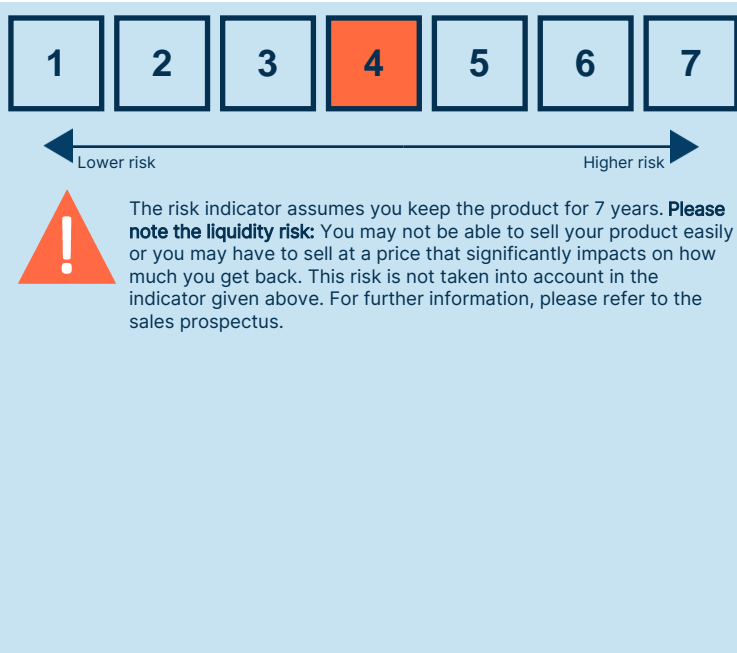 1 2 3 4 5 6 7
Lower risk Higher risk
!
The risk indicator assumes you keep the product for 7 years. Please
note the liquidity risk: You may not be able to sell your product easily
or you may have to sell at a price that significantly impacts on how
much you get back. This risk is not taken into account in the
indicator given above. For further information, please refer to the
sales prospectus.